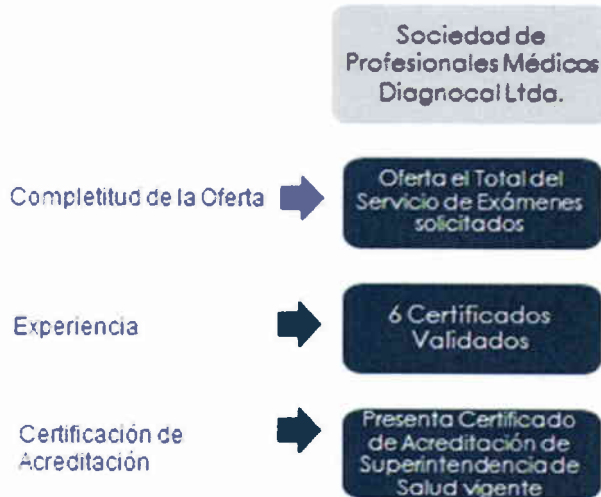 Sociedad de
Profesionales Médicos
Diagnocal Ltda.
Completitud de la Oferta
Oferta el Total del
Servicio de Exámenes
solicitados
Experiencia
6 Certificados
Validados
Certificación de
Acreditación
Presenta Certificado
de Acreditación de
Superintendencia de
Salud vigente